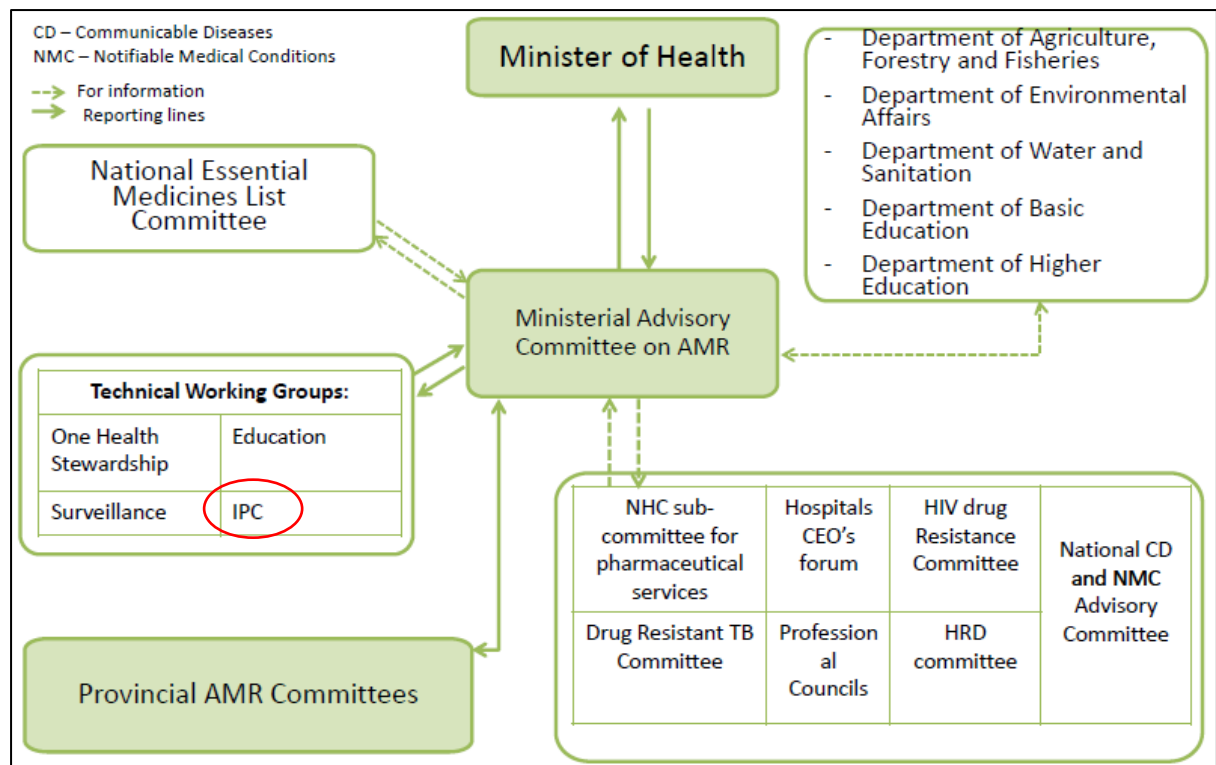 CD – Communicable Diseases
NMC – Notifiable Medical Conditions
For information
Reporting lines
Minister of Health
- Department of Agriculture,
Forestry and Fisheries
- Department of Environmental
Affairs
- Department of Water and
Sanitation
- Department of Basic
Education
- Department of Higher
Education
National Essential
Medicines List
Committee
Ministerial Advisory
Committee on AMR
Technical Working Groups:
One Health
Stewardship
Education
Surveillance
IPC
Provincial AMR Committees
NHC sub-
committee for
pharmaceutical
services
Hospitals
CEO’s
forum
HIV drug
Resistance
Committee
National CD
and NMC
Advisory
Committee
Drug Resistant TB
Committee
Profession
al
Councils
HRD
committee